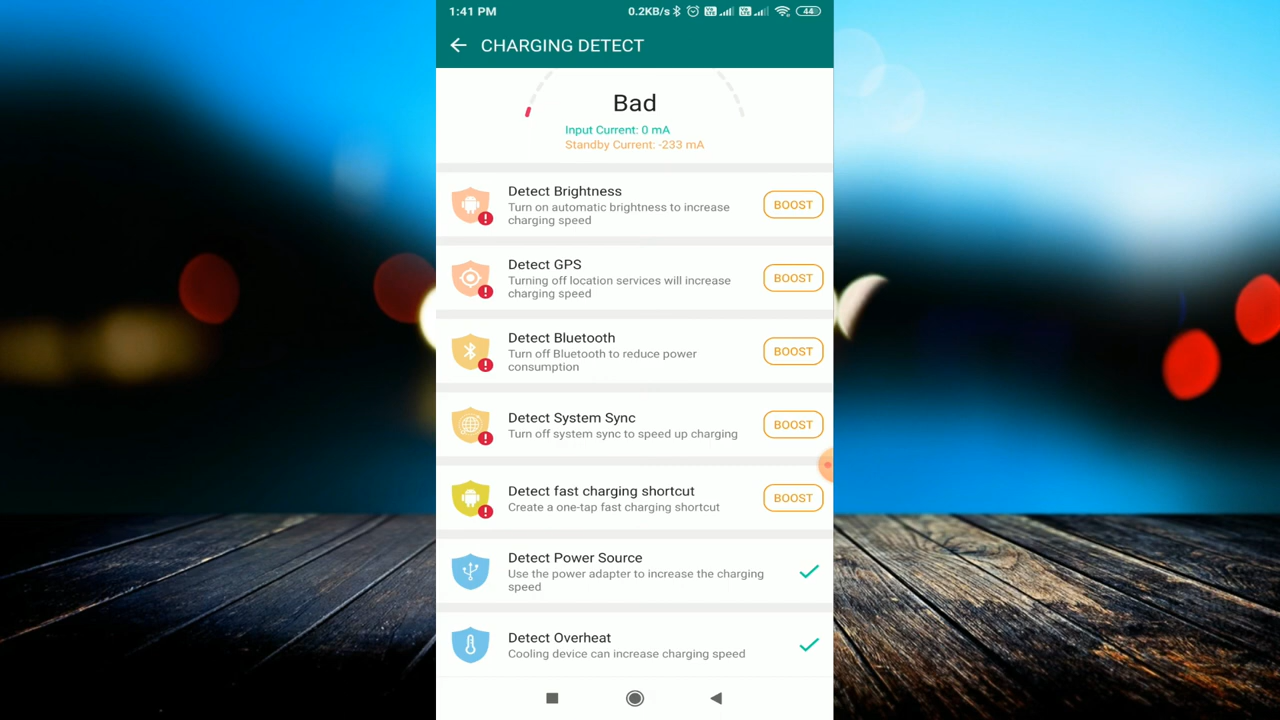 1:41 PM
0.2KB/s
44
CHARGING DETECT
Bad
Input Current: 0 mA
Standby Current: -233 mA
Detect Brightness
Turn on automatic brightness to increase
charging speed
BOOST
Detect GPS
Turning off location services will increase
charging speed
BOOST
Detect Bluetooth
Turn off Bluetooth to reduce power
consumption
BOOST
Detect System Sync
Turn off system sync to speed up charging
BOOST
Detect fast charging shortcut
Create a one-tap fast charging shortcut
BOOST
Detect Power Source
Use the power adapter to increase the charging
speed
Detect Overheat
Cooling device can increase charging speed